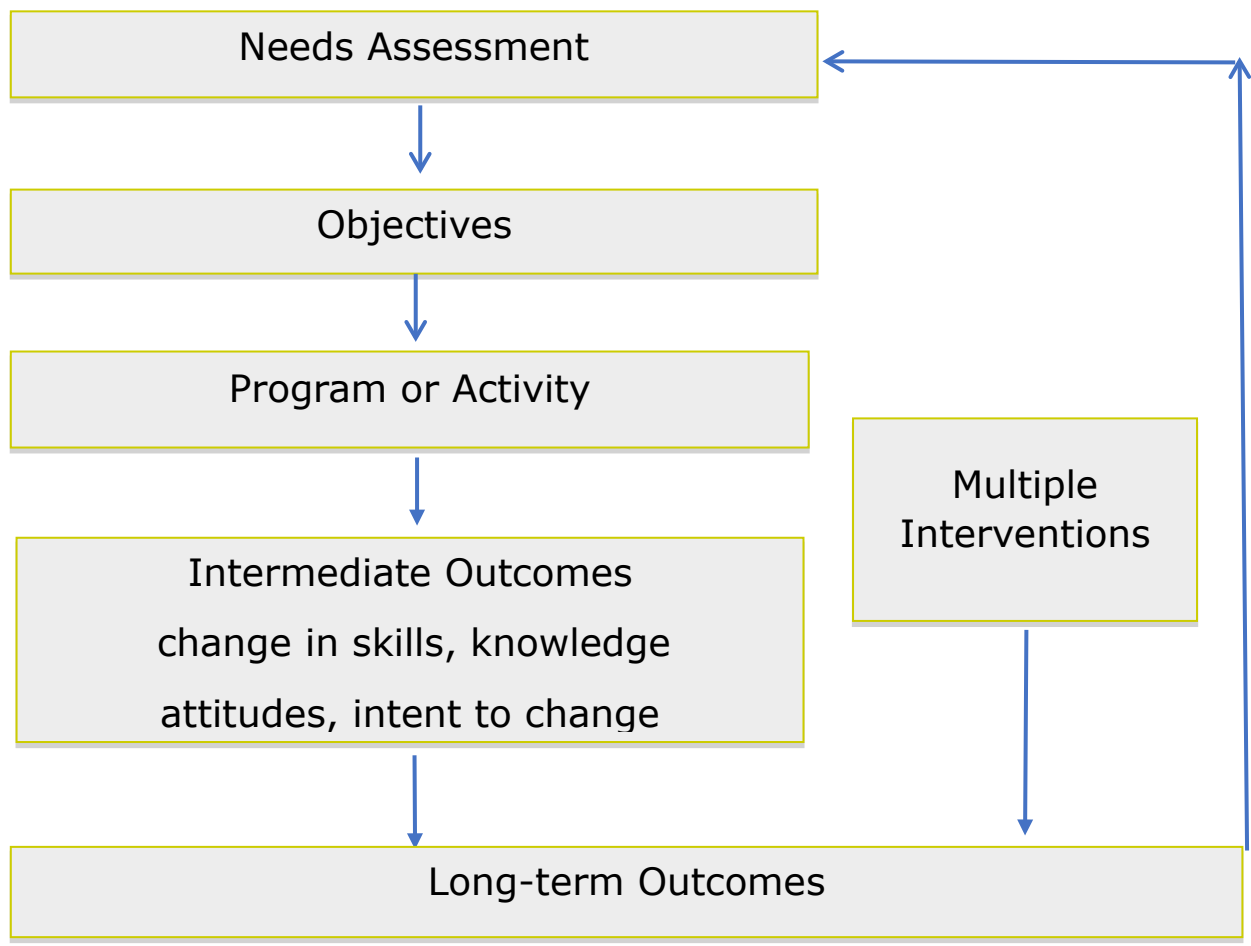 Needs Assessment
Objectives
Program or Activity
Multiple
Interventions
Intermediate Outcomes
change in skills, knowledge
attitudes, intent to change
Long-term Outcomes